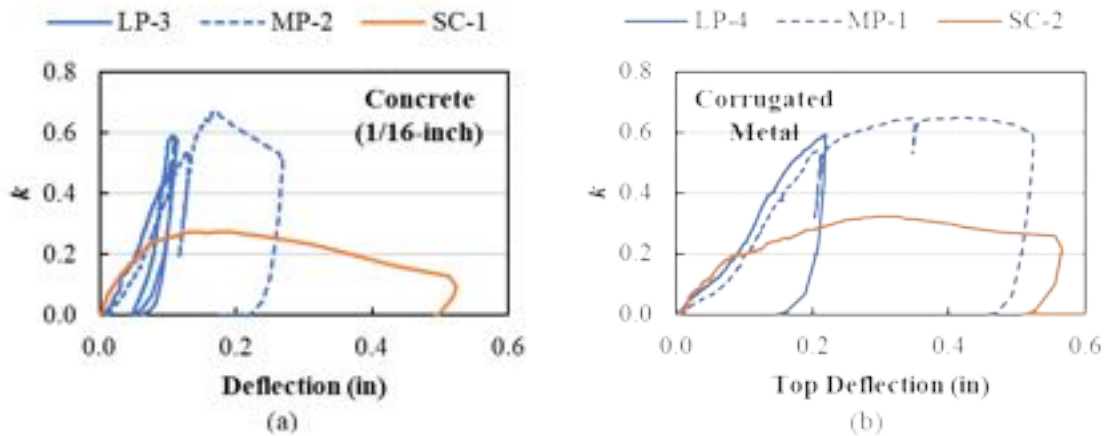 LP-3 MP-2 SC-1
LP-4 MP-1 SC-2
0.8
0.6
0.4
0.2
0.0
k
Concrete
(1/16-inch)
0.0 0.2 0.4 0.6
Deflection (in)
(a)
0.8
0.6
0.4
0.2
0.0
k
Corrugated
Metal
0.0 0.2 0.4 0.6
Top Deflection (in)
(b)